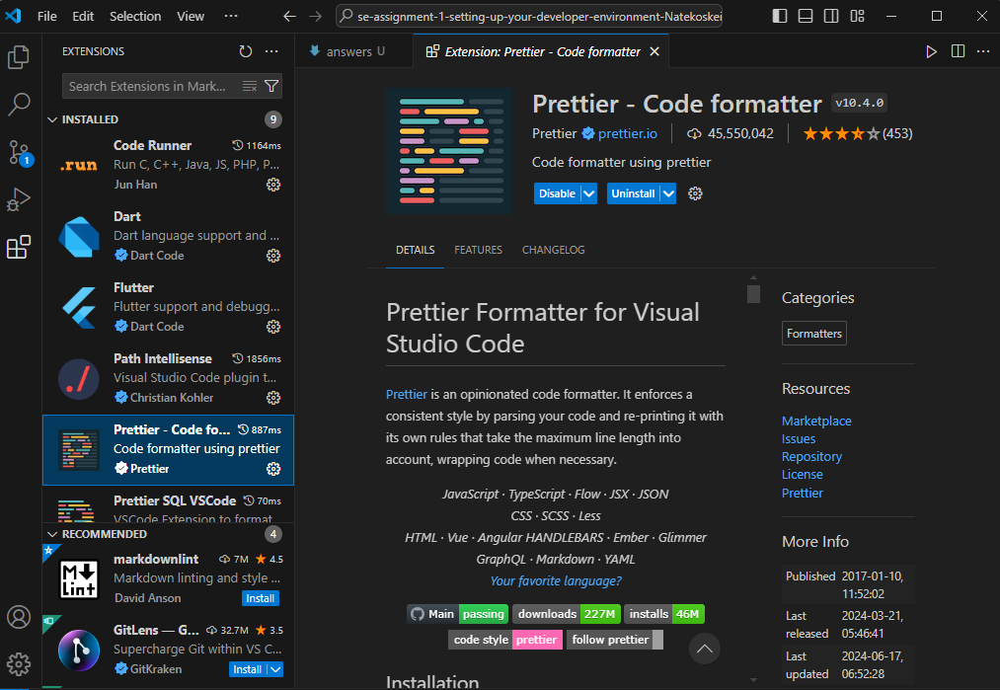 File Edit Selection View ···
se-assignment-1-setting-up-your-developer-environment-Natekoskei
EXTENSIONS
Search Extensions in Mark...
INSTALLED 9
Code Runner 1164ms
.run
Run C, C++, Java, JS, PHP, P...
Jun Han
Dart
Dart language support and ...
Dart Code
Flutter
Flutter support and debugg...
Dart Code
Path Intellisense 1856ms
Visual Studio Code plugin t...
Christian Kohler
Prettier - Code fo... 887ms
Code formatter using prettier
Prettier
Prettier SQL VSCode 70ms
VSCode Extension to format
RECOMMENDED 4
markdownlint 7M 4.5
Markdown linting and style ...
David Anson Install
M Lint
GitLens — G... 32.7M 3.5
Supercharge Git within VS C...
GitKraken Install
1
answers U
Extension: Prettier - Code formatter
Prettier - Code formatter v10.4.0
Prettier prettier.io 45,550,042 (453)
Code formatter using prettier
Disable Uninstall
DETAILS FEATURES CHANGELOG
Prettier Formatter for Visual
Studio Code
Prettier is an opinionated code formatter. It enforces a
consistent style by parsing your code and re-printing it with
its own rules that take the maximum line length into
account, wrapping code when necessary.
JavaScript · TypeScript · Flow · JSX · JSON
CSS · SCSS · Less
HTML · Vue · Angular HANDLEBARS · Ember · Glimmer
GraphQL · Markdown · YAML
Your favorite language?
Main passing downloads 227M installs 46M
code style prettier follow prettier
Installation
Categories
Formatters
Resources
Marketplace
Issues
Repository
License
Prettier
More Info
Published 2017-01-10,
11:52:02
Last 2024-03-21,
released 05:46:41
Last 2024-06-17,
updated 06:52:28